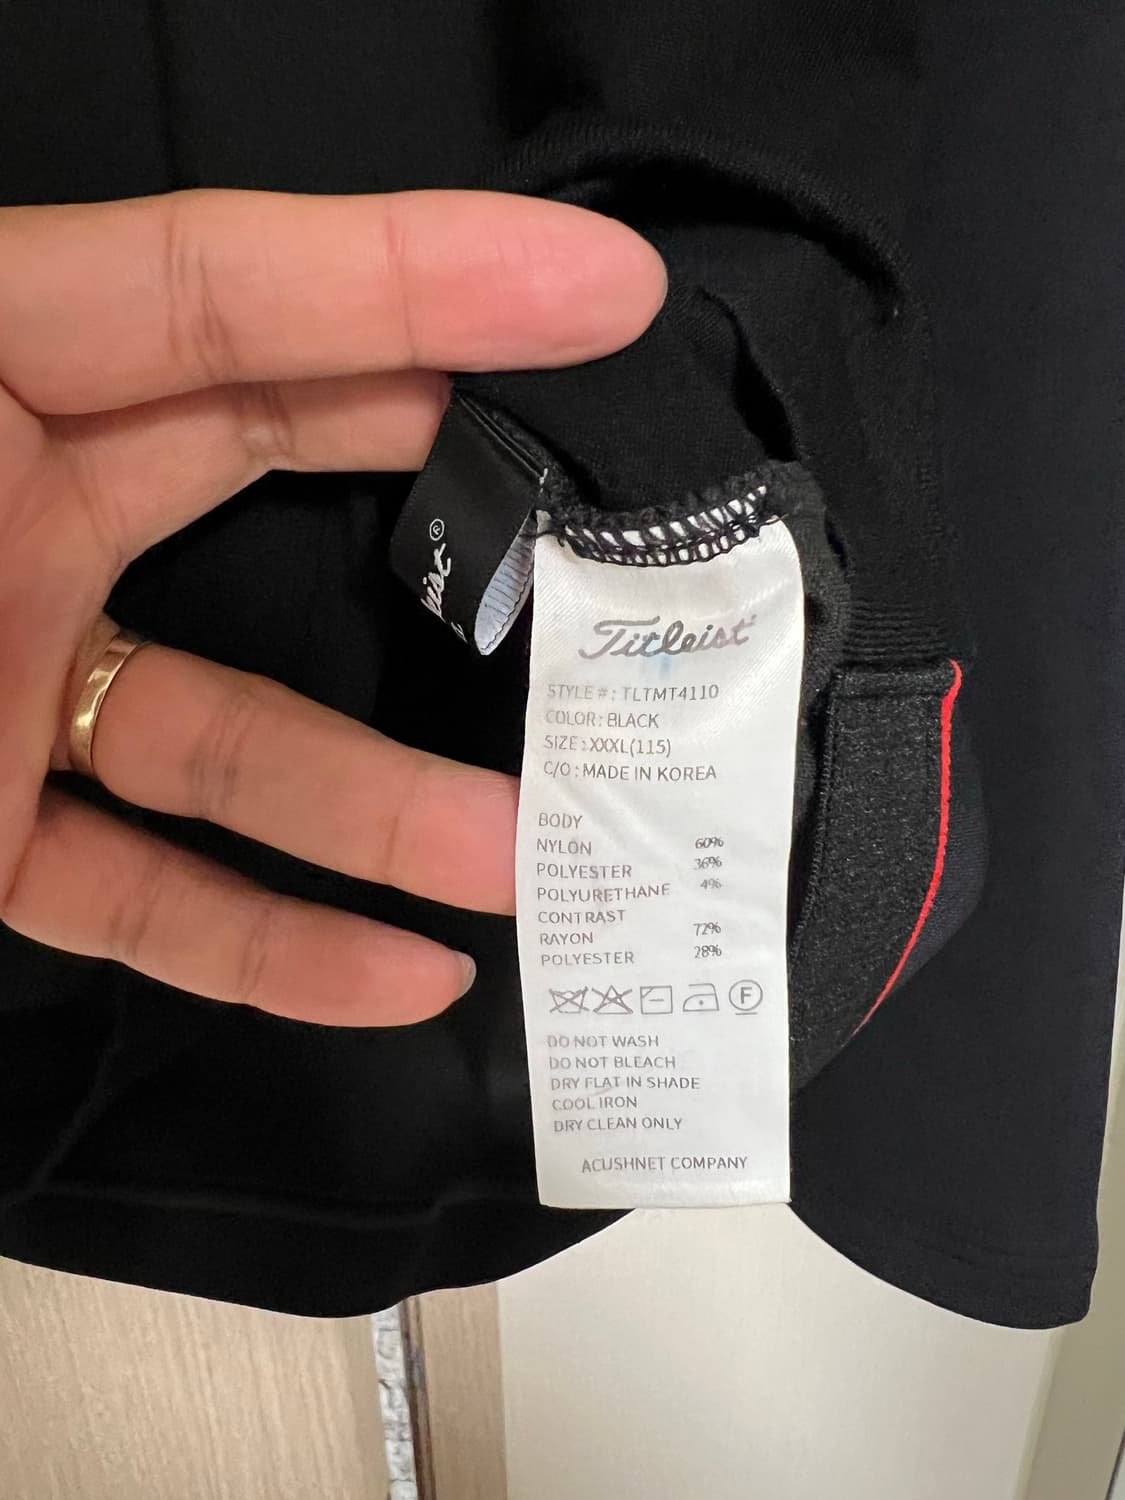 Titleist
STYLE # : TLTMT4110
COLOR : BLACK
SIZE : XXXL(115)
C/O : MADE IN KOREA
BODY
NYLON 60%
POLYESTER 36%
POLYURETHANE 4%
CONTRAST
RAYON 72%
POLYESTER 28%
F
DO NOT WASH
DO NOT BLEACH
DRY FLAT IN SHADE
COOL IRON
DRY CLEAN ONLY
ACUSHNET COMPANY